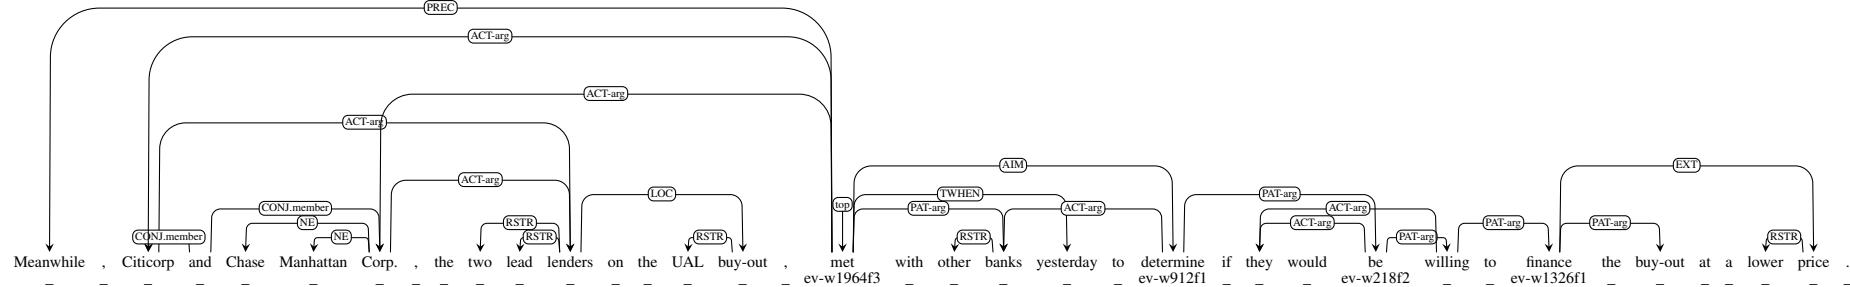 PREC
ACT-arg
ACT-arg
ACT-arg
AIM EXT
ACT-arg LOC TWHEN PAT-arg
top
CONJ.member PAT-arg ACT-arg ACT-arg
NE RSTR ACT-arg PAT-arg PAT-arg
CONJ.member NE RSTR RSTR RSTR PAT-arg RSTR
Meanwhile , Citicorp and Chase Manhattan Corp. , the two lead lenders on the UAL buy-out , met with other banks yesterday to determine if they would be willing to finance the buy-out at a lower price .
_ _ _ _ _ _ _ _ _ _ _ _ _ _ _ _ _ ev-w1964f3 _ _ _ _ _ ev-w912f1 _ _ _ ev-w218f2 _ _ ev-w1326f1 _ _ _ _ _ _ _